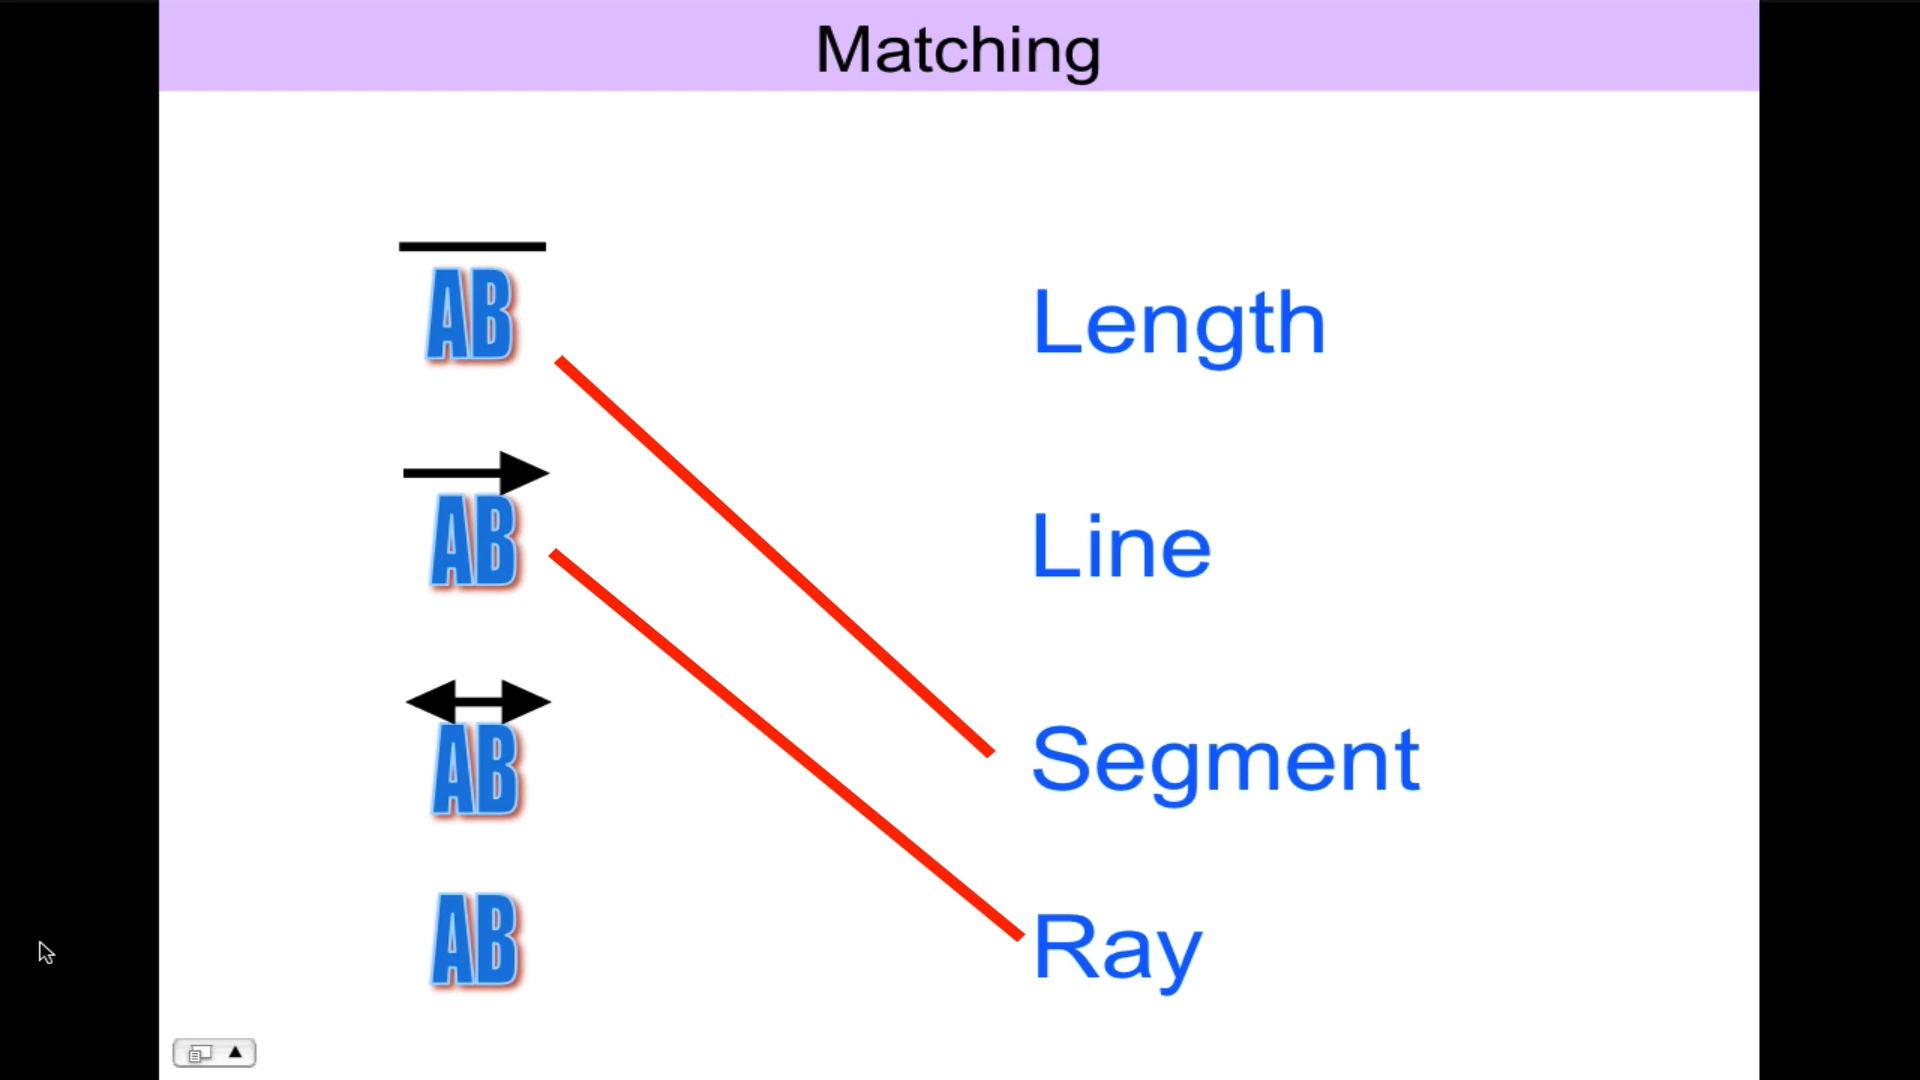 Matching
AB
Length
AB
Line
AB
Segment
AB
Ray